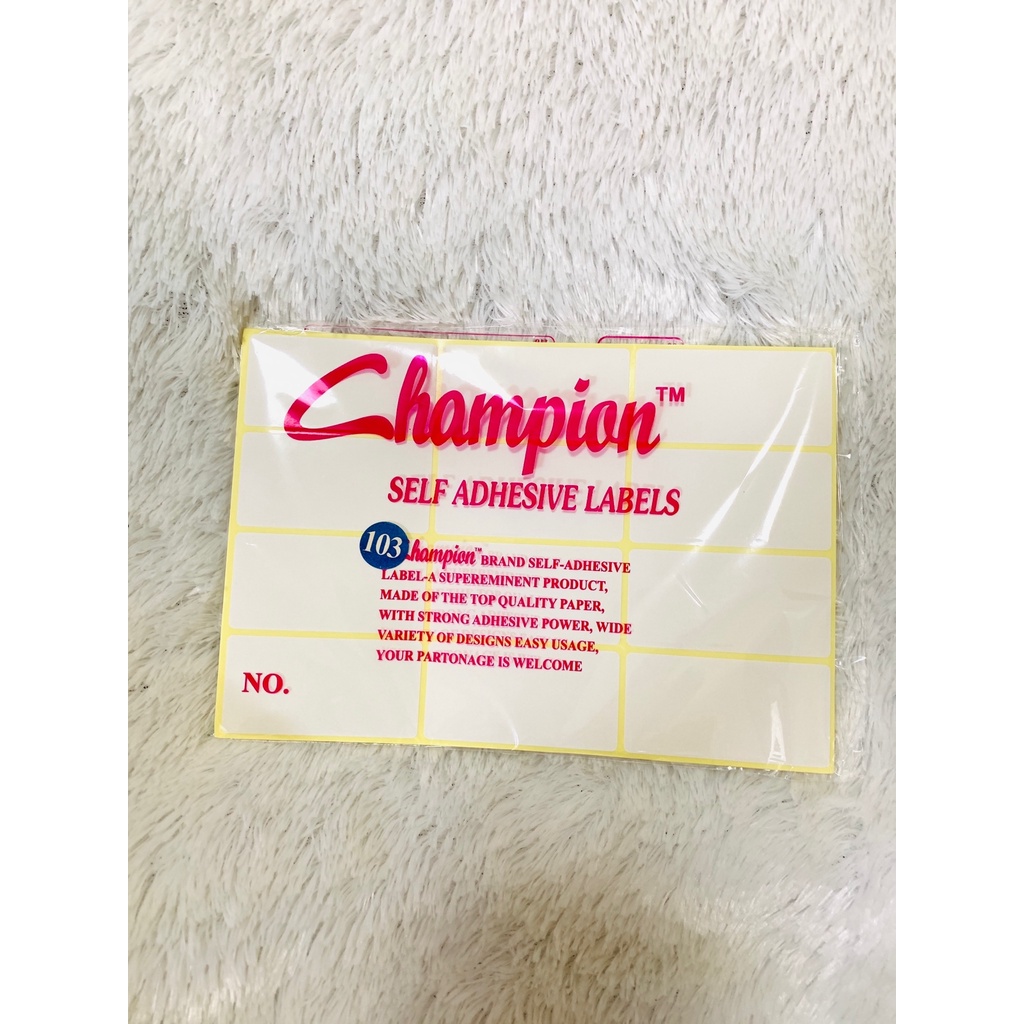 Champion™
SELF ADHESIVE LABELS
103
Champion™ BRAND SELF-ADHESIVE
LABEL-A SUPEREMINENT PRODUCT,
MADE OF THE TOP QUALITY PAPER,
WITH STRONG ADHESIVE POWER, WIDE
VARIETY OF DESIGNS EASY USAGE,
YOUR PARTONAGE IS WELCOME
NO.